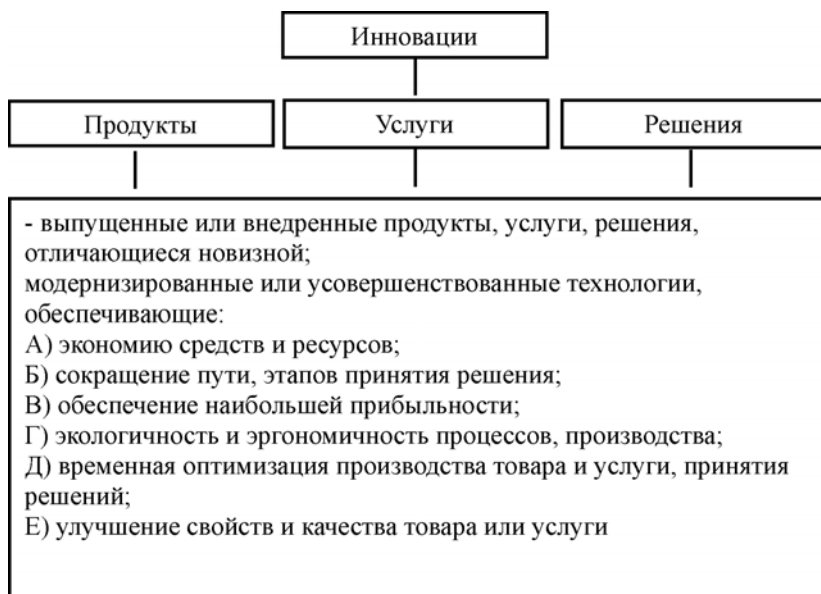 Инновации
Продукты
Услуги
Решения
- выпущенные или внедренные продукты, услуги, решения,
отличающиеся новизной;
модернизированные или усовершенствованные технологии,
обеспечивающие:
А) экономию средств и ресурсов;
Б) сокращение пути, этапов принятия решения;
В) обеспечение наибольшей прибыльности;
Г) экологичность и эргономичность процессов, производства;
Д) временная оптимизация производства товара и услуги, принятия
решений;
Е) улучшение свойств и качества товара или услуги